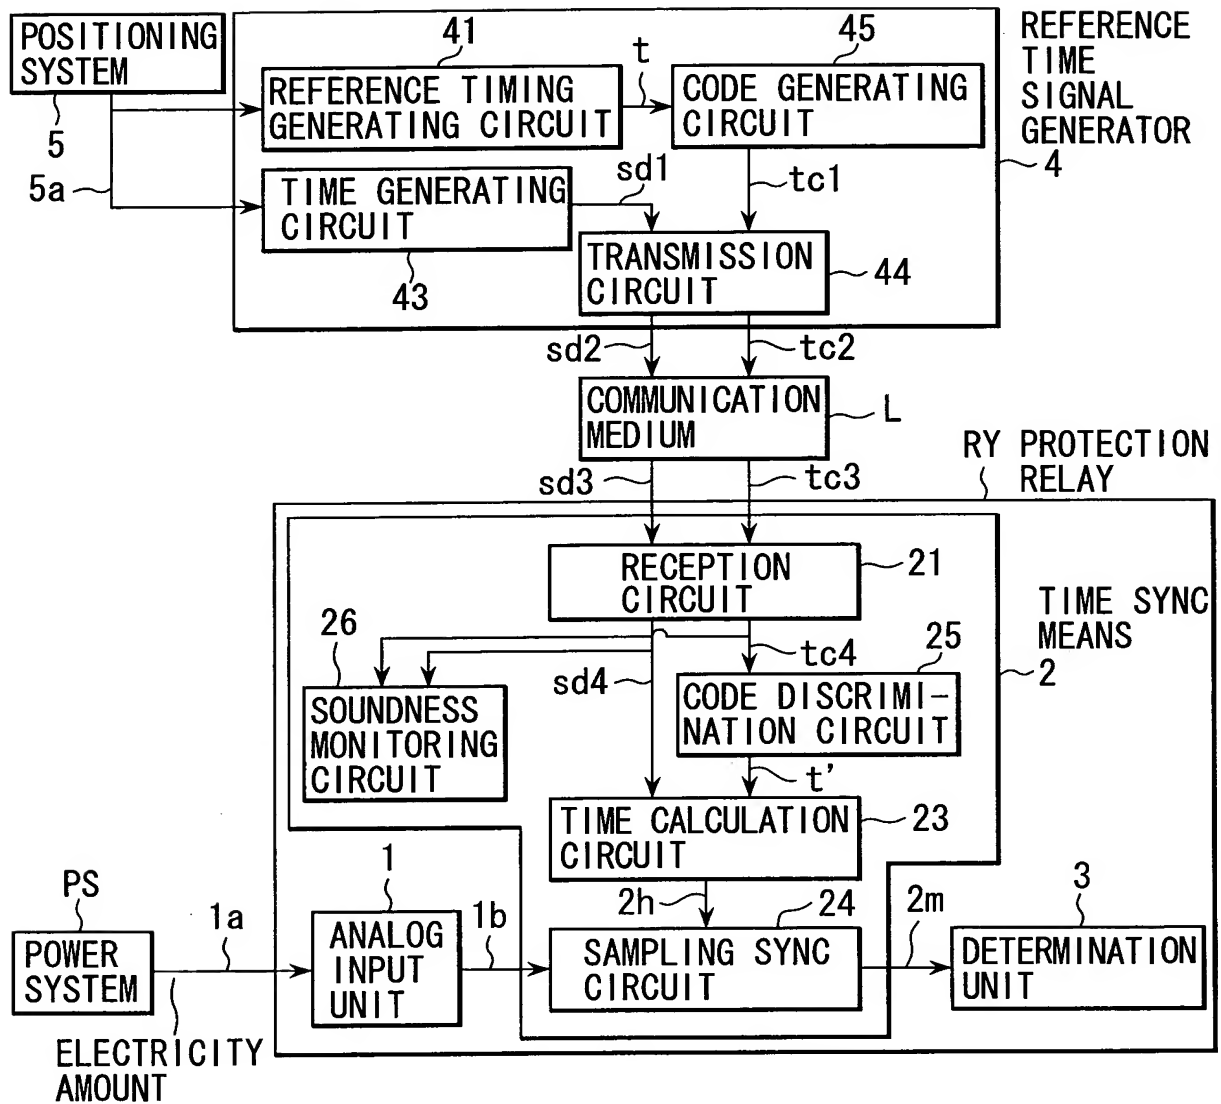 POSITIONING
SYSTEM
5
5a
41
t
45
REFERENCE
TIME
SIGNAL
GENERATOR
4
REFERENCE TIMING
GENERATING CIRCUIT
CODE GENERATING
CIRCUIT
sd1
tc1
TIME GENERATING
CIRCUIT
43
TRANSMISSION
CIRCUIT
44
sd2
tc2
COMMUNICATION
MEDIUM
L
sd3
tc3
RY PROTECTION
RELAY
RECEPTION
CIRCUIT
21
TIME SYNC
MEANS
2
26
sd4
tc4
25
SOUNDNESS
MONITORING
CIRCUIT
CODE DISCRIMI-
NATION CIRCUIT
t'
TIME CALCULATION
CIRCUIT
23
PS
1a
1
1b
2h
24
2m
3
POWER
SYSTEM
ANALOG
INPUT
UNIT
SAMPLING SYNC
CIRCUIT
DETERMINATION
UNIT
ELECTRICITY
AMOUNT